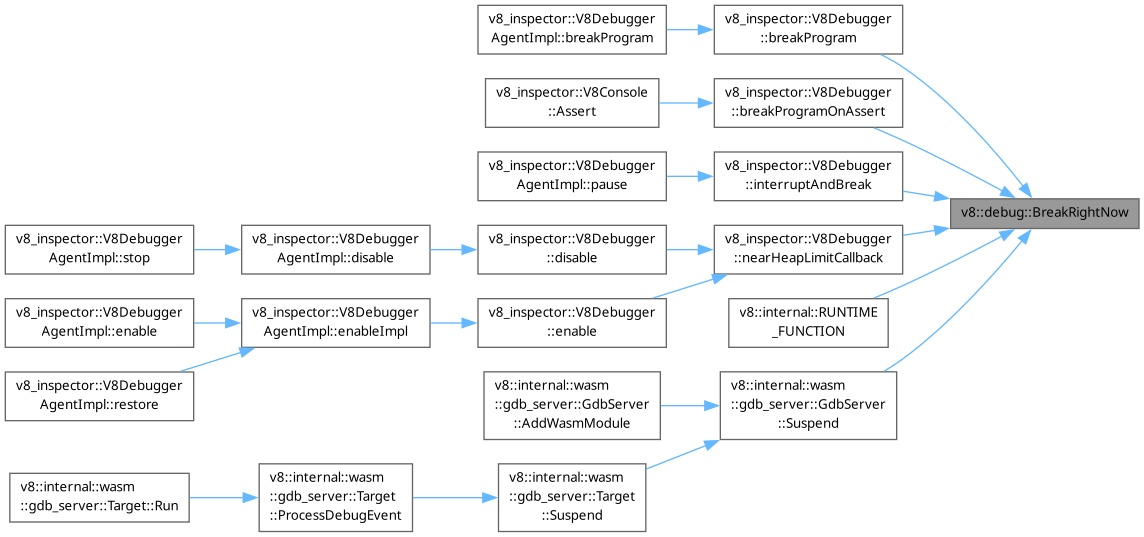 v8_inspector::V8Debugger
AgentImpl::breakProgram
v8_inspector::V8Debugger
::breakProgram
v8_inspector::V8Console
::Assert
v8_inspector::V8Debugger
::breakProgramOnAssert
v8_inspector::V8Debugger
AgentImpl::pause
v8_inspector::V8Debugger
::interruptAndBreak
v8::debug::BreakRightNow
v8_inspector::V8Debugger
AgentImpl::stop
v8_inspector::V8Debugger
AgentImpl::disable
v8_inspector::V8Debugger
::disable
v8_inspector::V8Debugger
::nearHeapLimitCallback
v8_inspector::V8Debugger
AgentImpl::enable
v8_inspector::V8Debugger
AgentImpl::enableImpl
v8_inspector::V8Debugger
::enable
v8::internal::RUNTIME
_FUNCTION
v8_inspector::V8Debugger
AgentImpl::restore
v8::internal::wasm
::gdb_server::GdbServer
::AddWasmModule
v8::internal::wasm
::gdb_server::GdbServer
::Suspend
v8::internal::wasm
::gdb_server::Target::Run
v8::internal::wasm
::gdb_server::Target
::ProcessDebugEvent
v8::internal::wasm
::gdb_server::Target
::Suspend